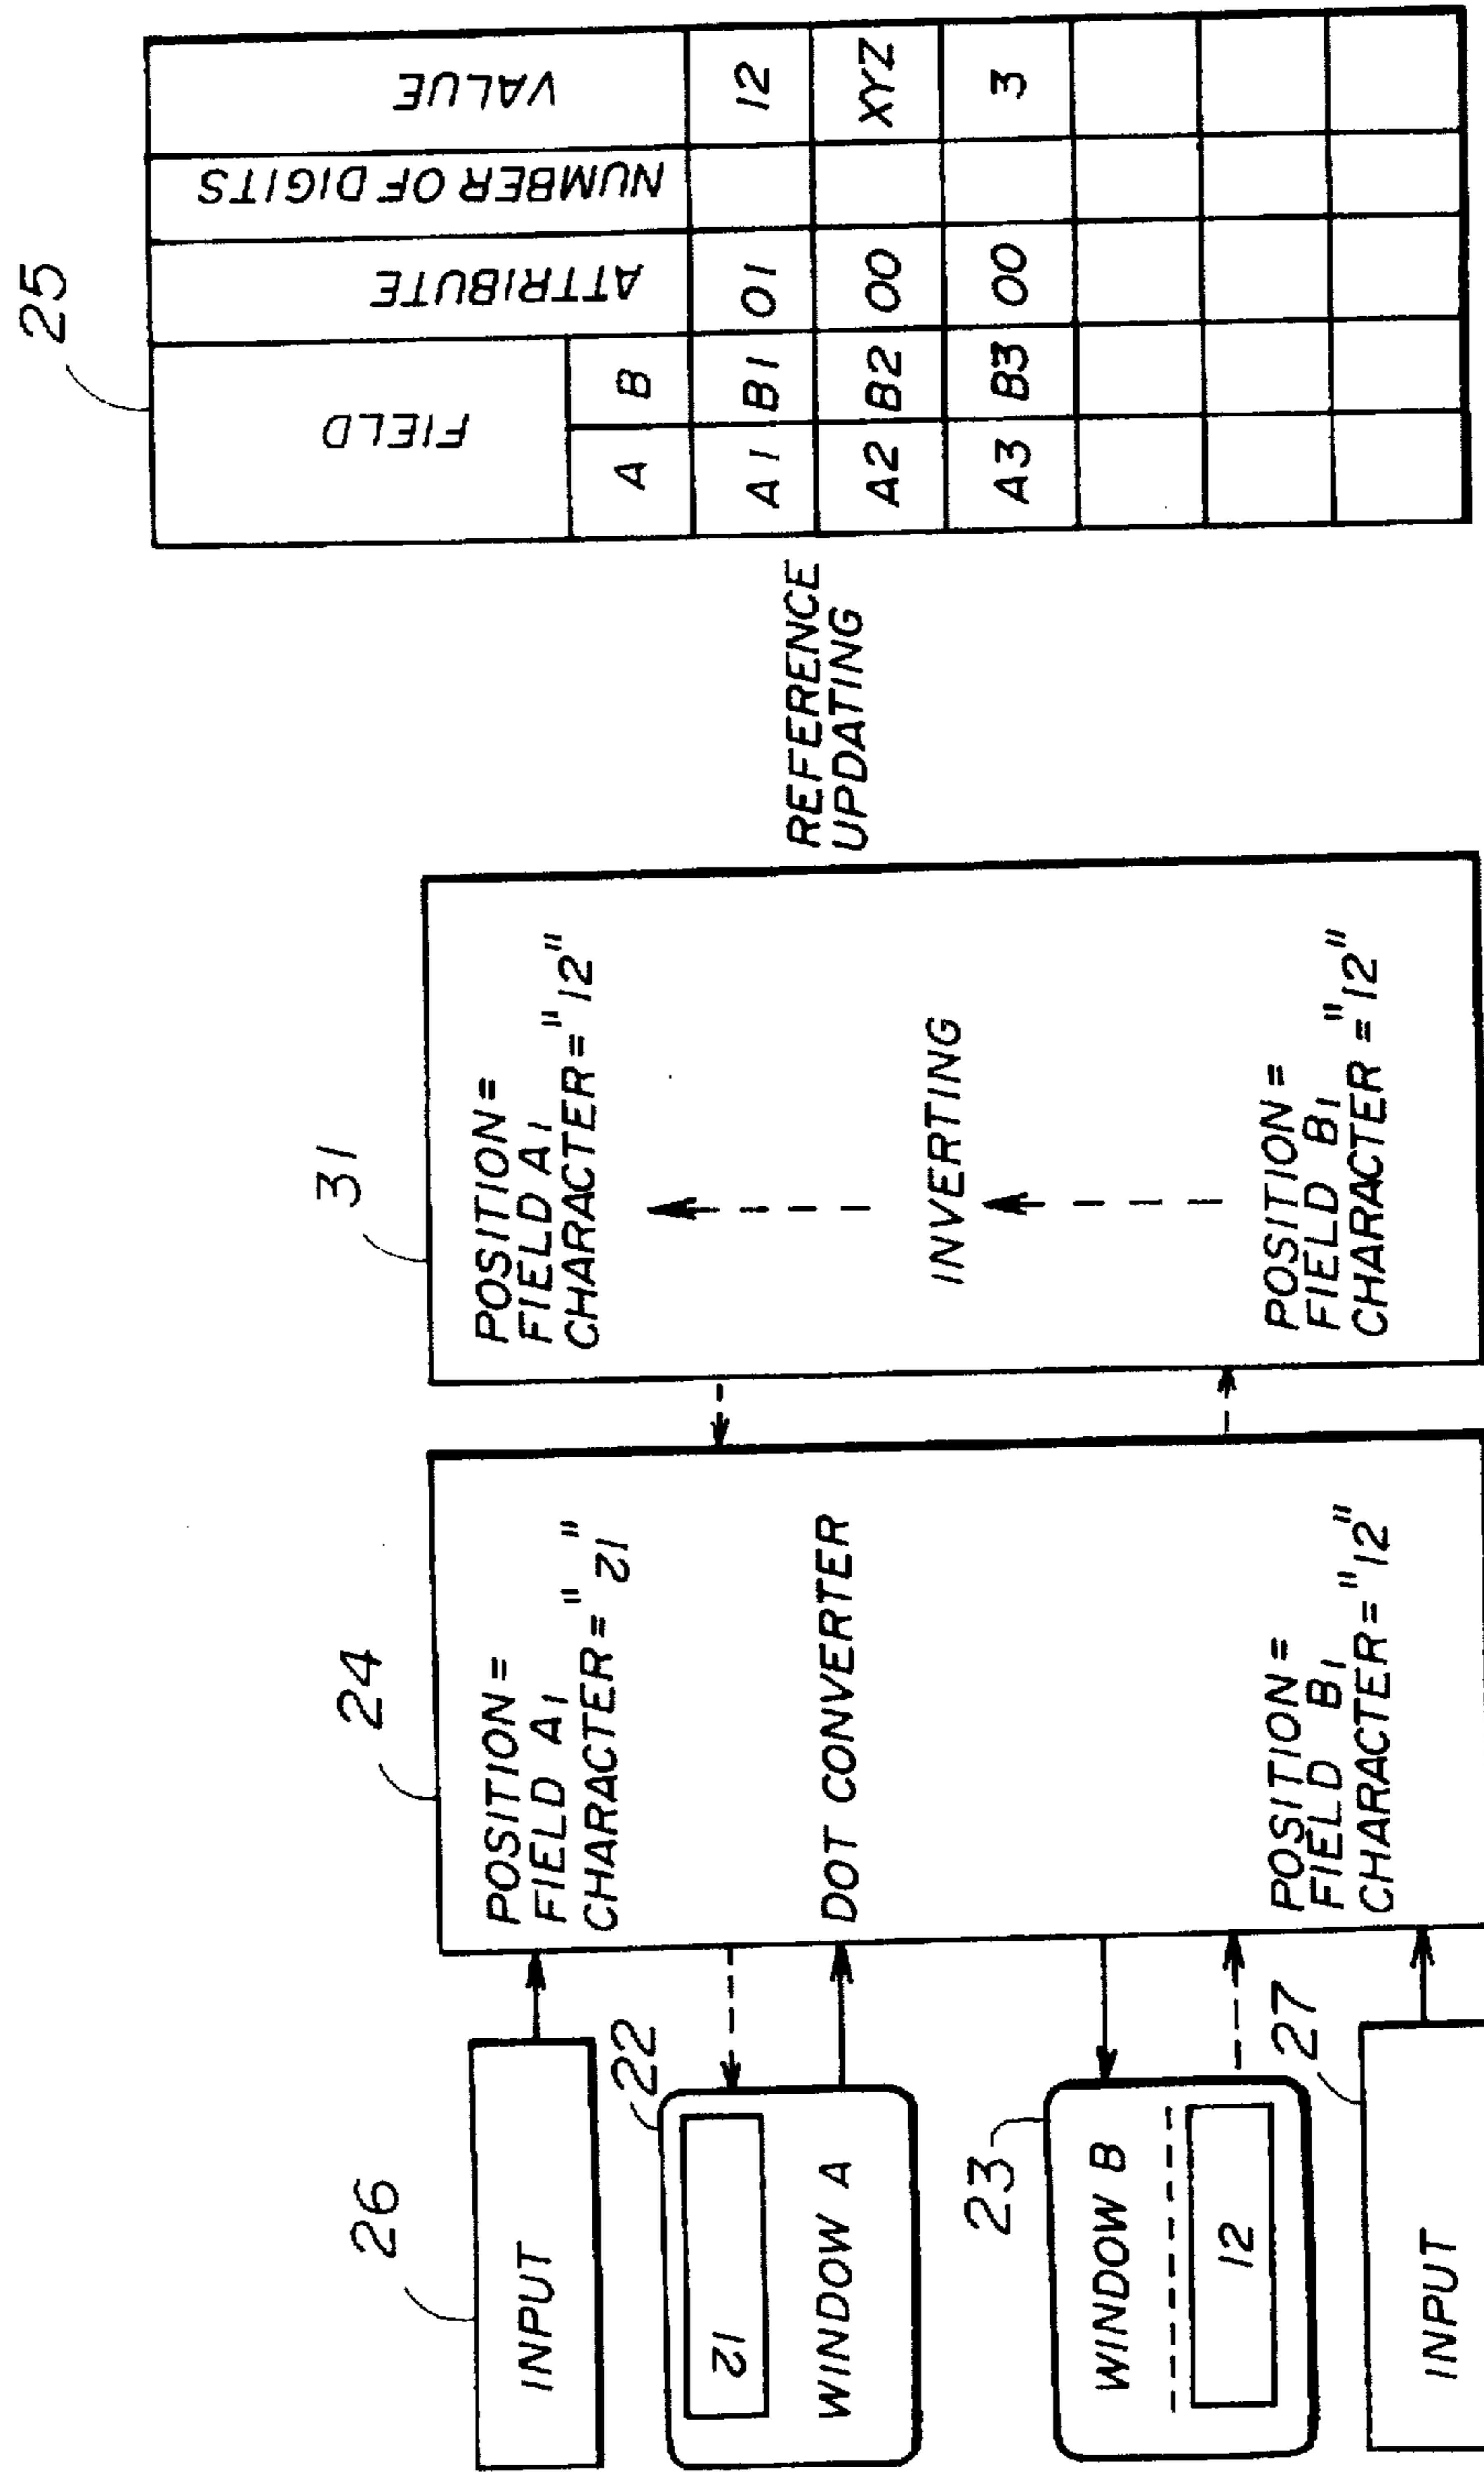 26
INPUT
22
12
WINDOW A
23
WINDOW B
12
27
INPUT
24
POSITION=
FIELD A1
CHARACTER="12"
DOT CONVERTER
POSITION=
FIELD B1
CHARACTER="12"
31
POSITION=
FIELD A1
CHARACTER="12"
INVERTING
POSITION=
FIELD B1
CHARACTER="12"
REFERENCE
UPDATING
25
FIELD ATTRIBUTE NUMBER OF DIGITS VALUE
A B
A1 B1 01 12
A2 B2 00 XYZ
A3 B3 00 3